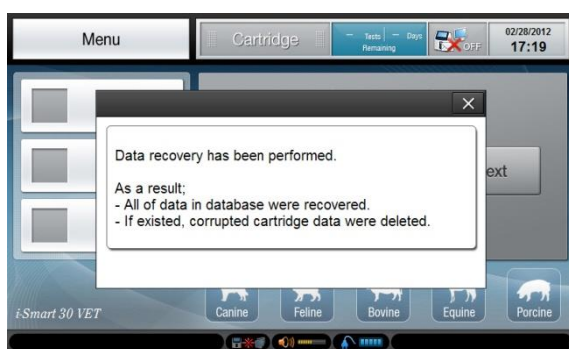 Menu
Cartridge
– Tests – Days
Remaining
OFF
02/28/2012
17:19
Data recovery has been performed.
As a result;
- All of data in database were recovered.
- If existed, corrupted cartridge data were deleted.
ext
i-Smart 30 VET
Canine
Feline
Bovine
Equine
Porcine